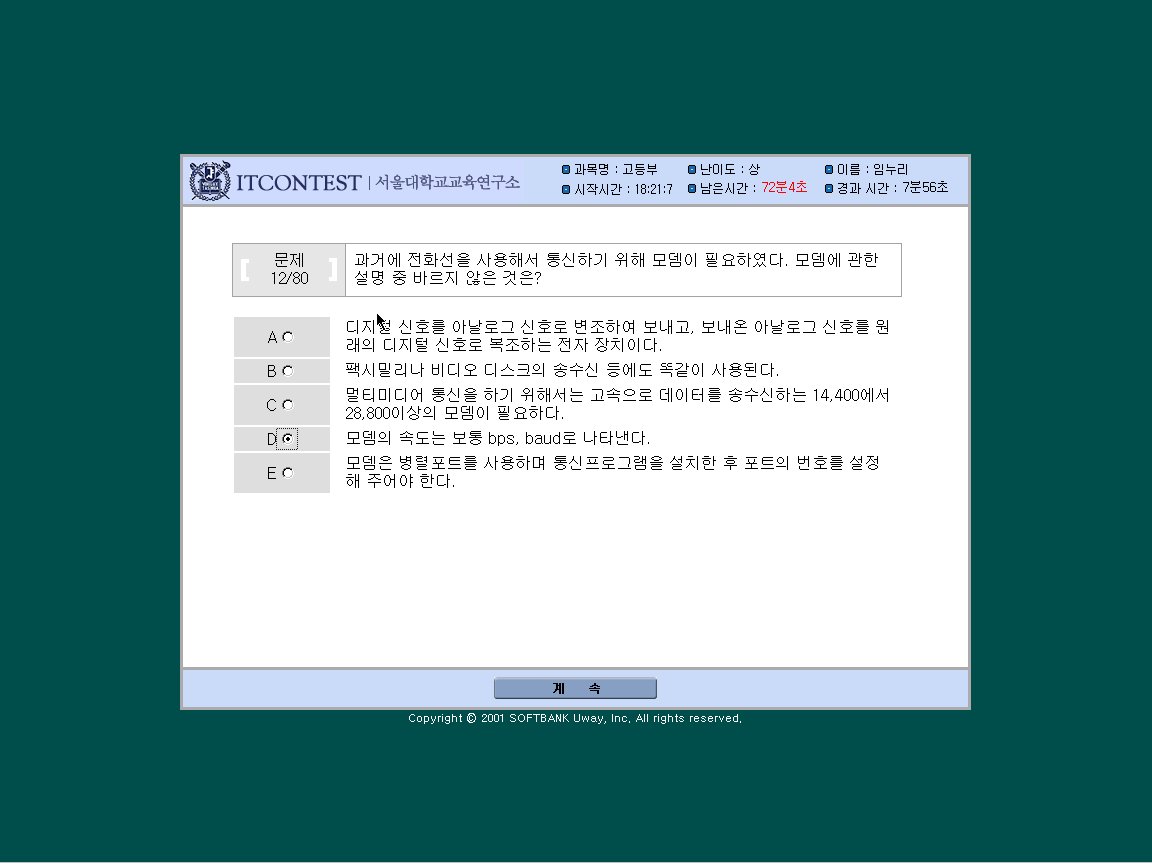 ITCONTEST | 서울대학교교육연구소
과목명 : 고등부 난이도 : 상 이름 : 임누리
시작시간 : 18:21:7 남은시간 : 72분4초 경과 시간 : 7분56초
문제
12/80
과거에 전화선을 사용해서 통신하기 위해 모뎀이 필요하였다. 모뎀에 관한
설명 중 바르지 않은 것은?
A 디지털 신호를 아날로그 신호로 변조하여 보내고, 보내온 아날로그 신호를 원
래의 디지털 신호로 복조하는 전자 장치이다.
B 팩시밀리나 비디오 디스크의 송수신 등에도 똑같이 사용된다.
C 멀티미디어 통신을 하기 위해서는 고속으로 데이터를 송수신하는 14,400에서
28,800이상의 모뎀이 필요하다.
D 모뎀의 속도는 보통 bps, baud로 나타낸다.
E 모뎀은 병렬포트를 사용하며 통신프로그램을 설치한 후 포트의 번호를 설정
해 주어야 한다.
계 속
Copyright © 2001 SOFTBANK Uway, Inc, All rights reserved,